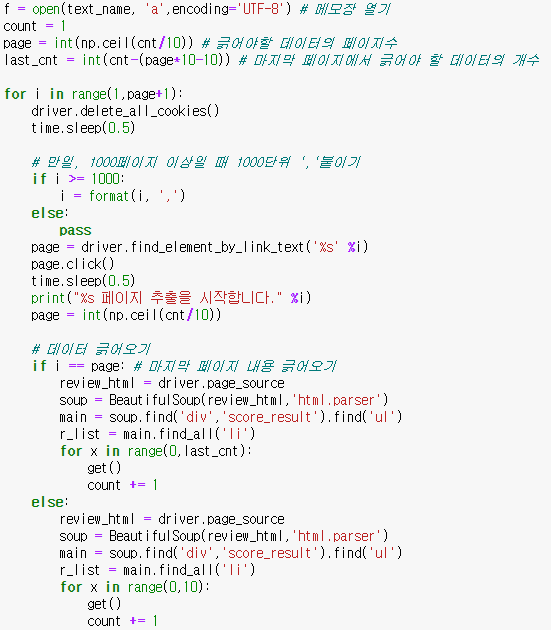 f = open(text_name, 'a',encoding='UTF-8') # 메모장 열기
count = 1
page = int(np.ceil(cnt/10)) # 긁어야할 데이터의 페이지수
last_cnt = int(cnt-(page*10-10)) # 마지막 페이지에서 긁어야 할 데이터의 개수

for i in range(1,page+1):
    driver.delete_all_cookies()
    time.sleep(0.5)

    # 만일, 1000페이지 이상일 때 1000단위 ','붙이기
    if i >= 1000:
        i = format(i, ',')
    else:
        pass
    page = driver.find_element_by_link_text('%s' %i)
    page.click()
    time.sleep(0.5)
    print("%s 페이지 추출을 시작합니다." %i)
    page = int(np.ceil(cnt/10))

    # 데이터 긁어오기
    if i == page: # 마지막 페이지 내용 긁어오기
        review_html = driver.page_source
        soup = BeautifulSoup(review_html,'html.parser')
        main = soup.find('div','score_result').find('ul')
        r_list = main.find_all('li')
        for x in range(0,last_cnt):
            get()
            count += 1
    else:
        review_html = driver.page_source
        soup = BeautifulSoup(review_html,'html.parser')
        main = soup.find('div','score_result').find('ul')
        r_list = main.find_all('li')
        for x in range(0,10):
            get()
            count += 1